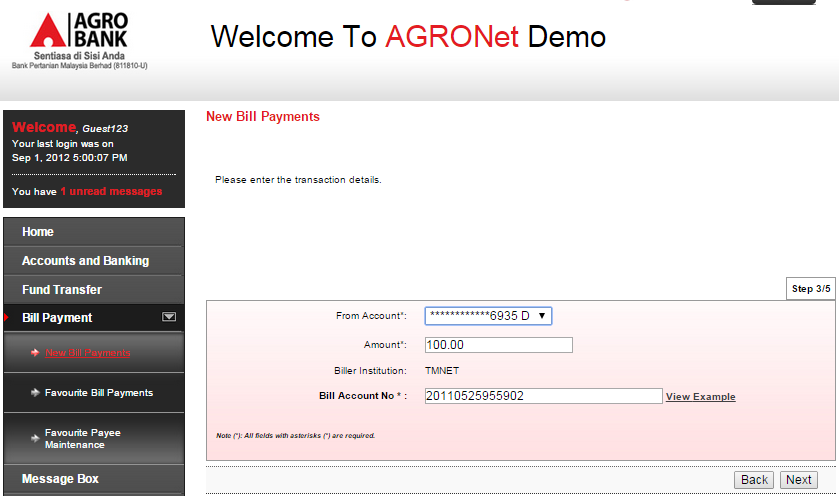 AGRO
BANK
Sentiasa di Sisi Anda
Bank Pertanian Malaysia Berhad (811810-U)
Welcome To AGRONet Demo
Welcome, Guest123
Your last login was on
Sep 1, 2012 5:00:07 PM
You have 1 unread messages
Home
Accounts and Banking
Fund Transfer
Bill Payment
New Bill Payments
Favourite Bill Payments
Favourite Payee
Maintenance
Message Box
New Bill Payments
Please enter the transaction details.
Step 3/5
From Account*: ************6935 D
Amount*: 100.00
Biller Institution: TMNET
Bill Account No * : 20110525955902 View Example
Note (*): All fields with asterisks (*) are required.
Back Next